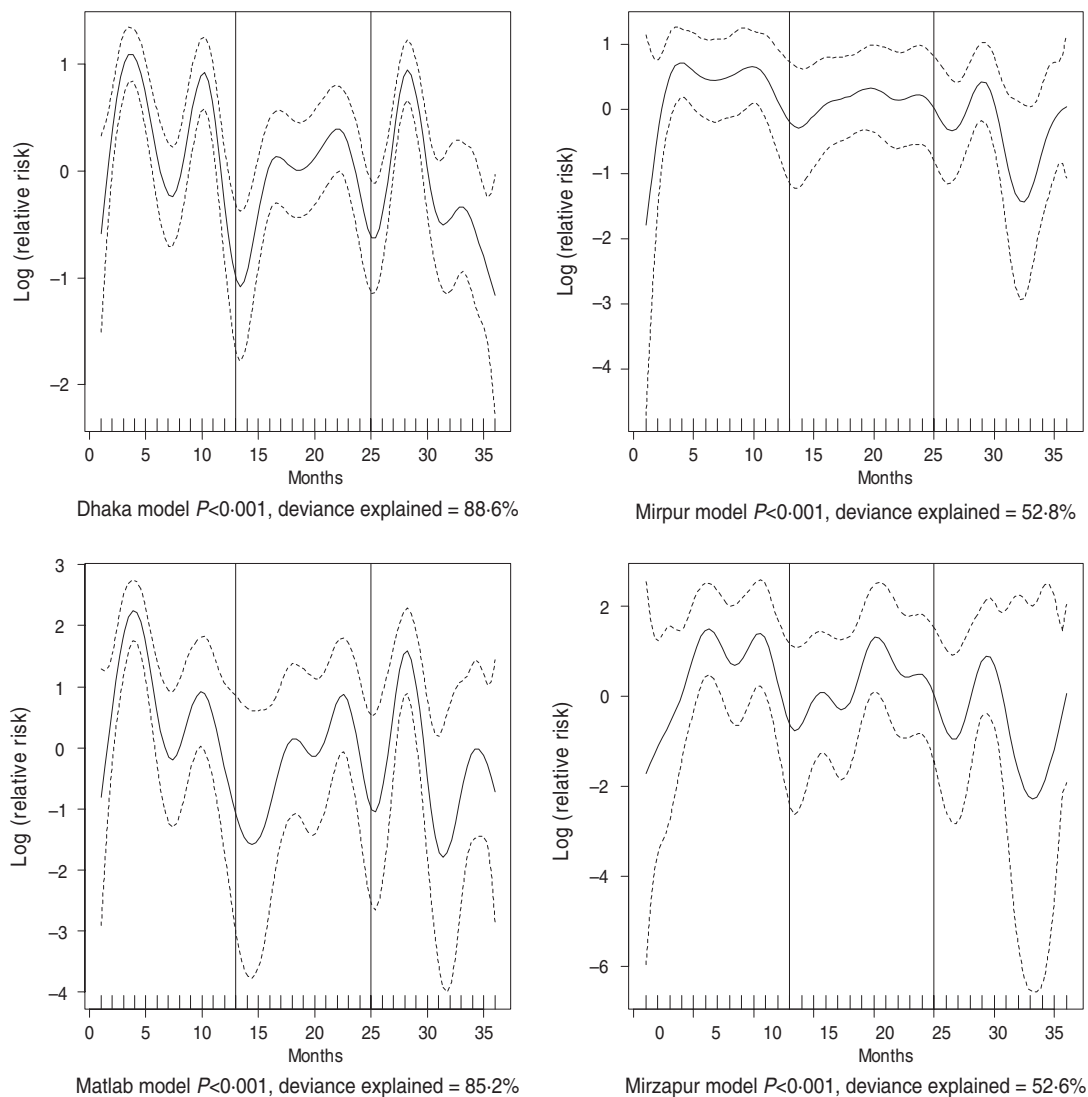 1
0
−1
−2
Log (relative risk)
0 5 10 15 20 25 30 35
Months
Dhaka model P<0·001, deviance explained = 88·6%
1
0
−1
−2
−3
−4
Log (relative risk)
0 5 10 15 20 25 30 35
Months
Mirpur model P<0·001, deviance explained = 52·8%
3
2
1
0
−1
−2
−3
−4
Log (relative risk)
0 5 10 15 20 25 30 35
Months
Matlab model P<0·001, deviance explained = 85·2%
2
0
−2
−4
−6
Log (relative risk)
0 5 10 13 20 25 30 35
Months
Mirzapur model P<0·001, deviance explained = 52·6%